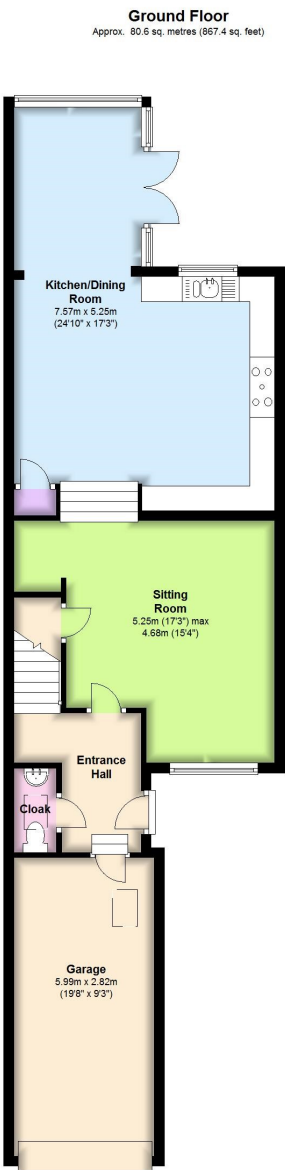 Ground Floor
Approx. 80.6 sq. metres (867.4 sq. feet)
Kitchen/Dining
Room
7.57m x 5.25m
(24'10" x 17'3")
Sitting
Room
5.25m (17'3") max
4.68m (15'4")
Entrance
Hall
Cloak
Garage
5.99m x 2.82m
(19'8" x 9'3")